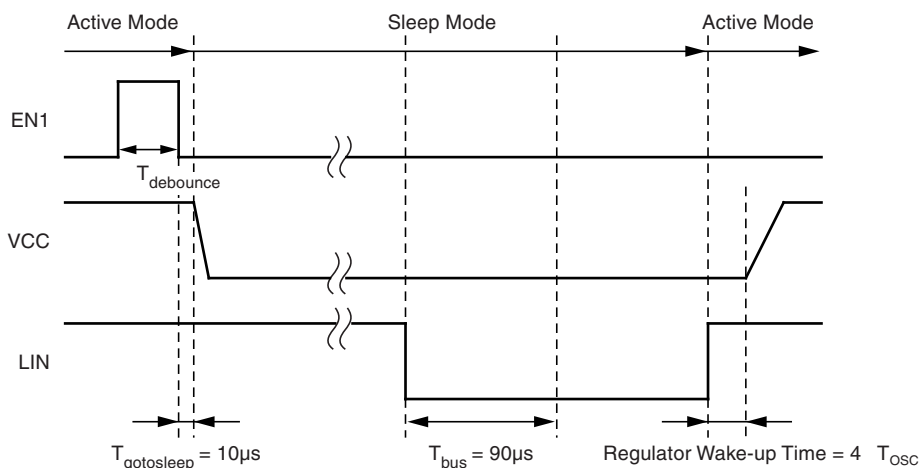 Active Mode Sleep Mode Active Mode
EN1
Tdebounce
VCC
LIN
Tgotosleep = 10µs Tbus = 90µs Regulator Wake-up Time = 4 TOSC